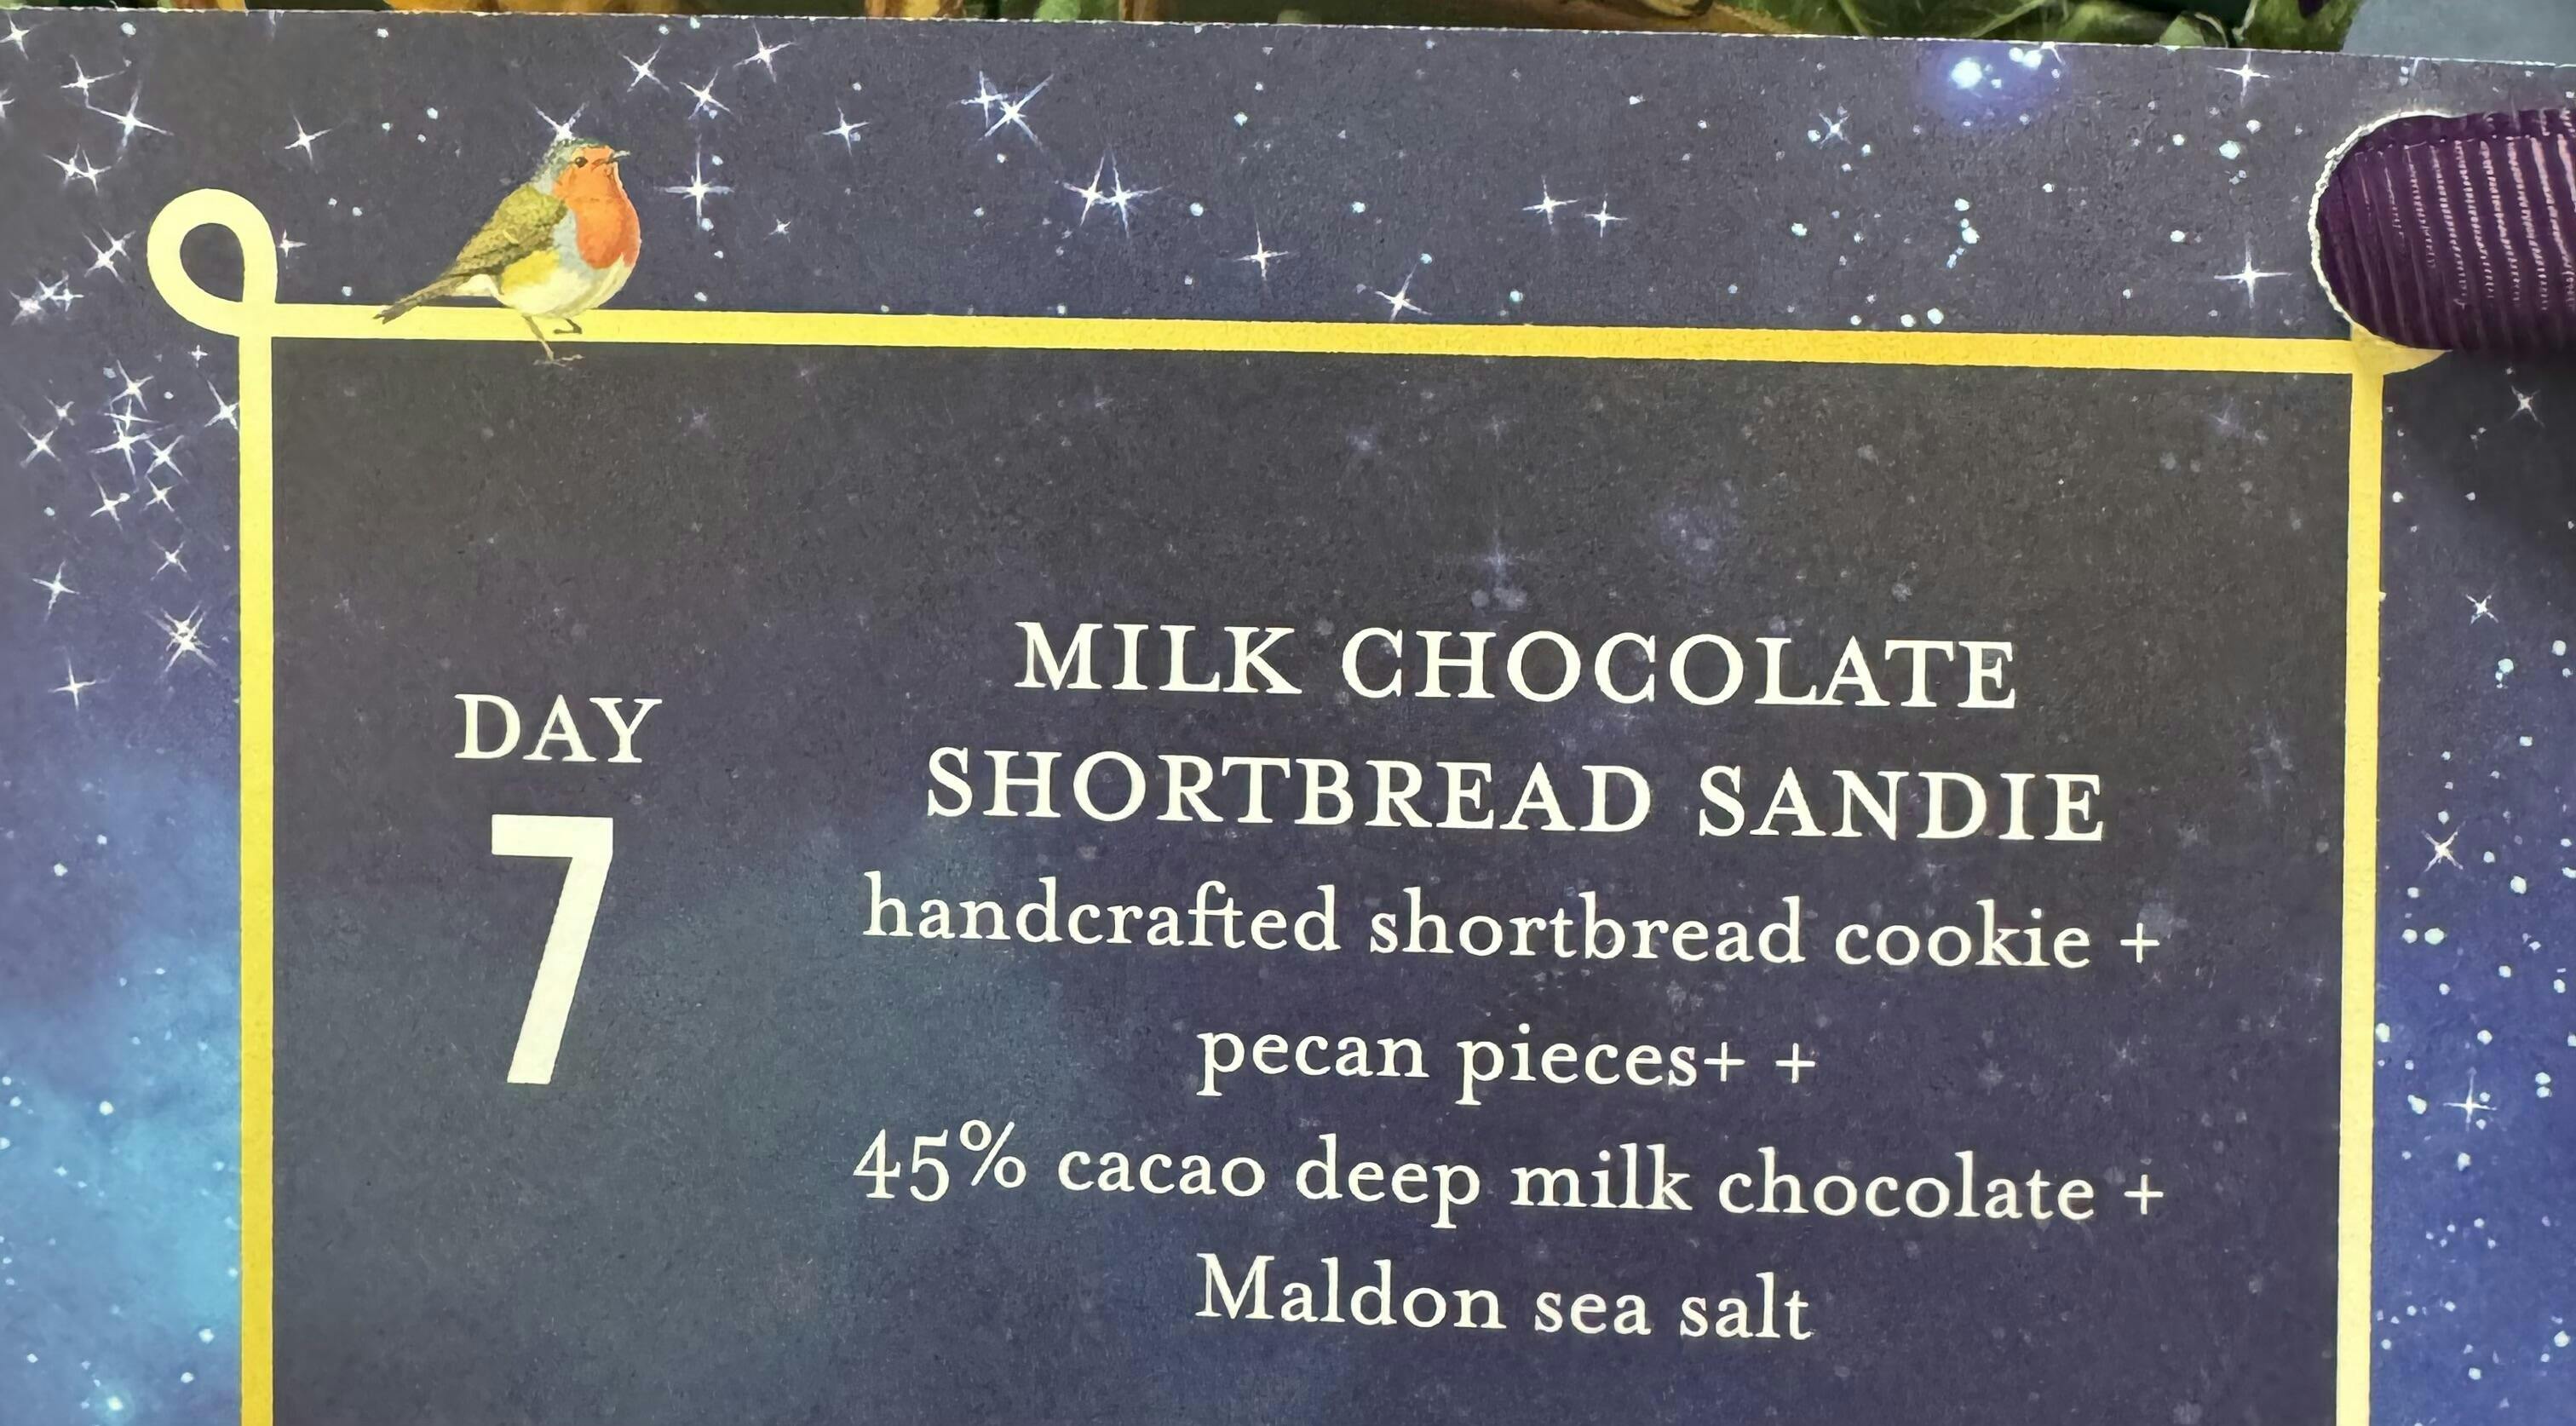 DAY
7
MILK CHOCOLATE
SHORTBREAD SANDIE
handcrafted shortbread cookie +
pecan pieces+ +
45% cacao deep milk chocolate +
Maldon sea salt